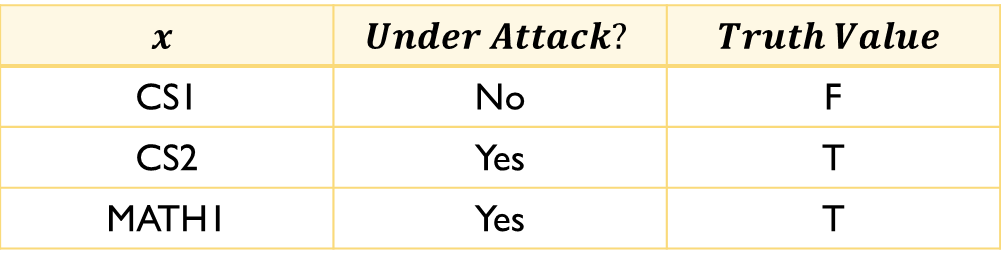 x Under Attack? Truth Value
CS1 No F
CS2 Yes T
MATH1 Yes T